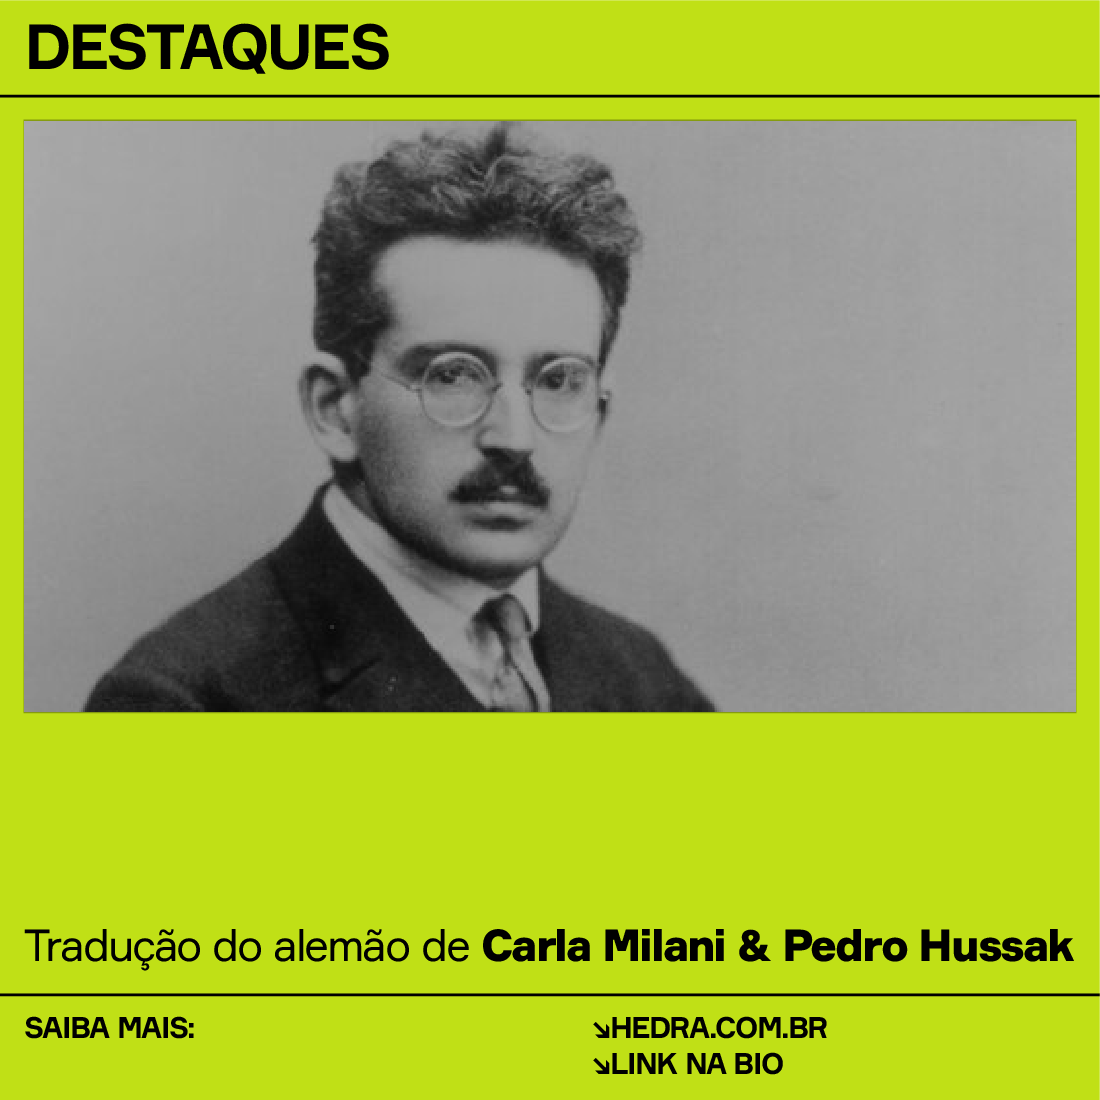 DESTAQUES
Tradução do alemão de Carla Milani & Pedro Hussak
SAIBA MAIS:
↘HEDRA.COM.BR
↘LINK NA BIO